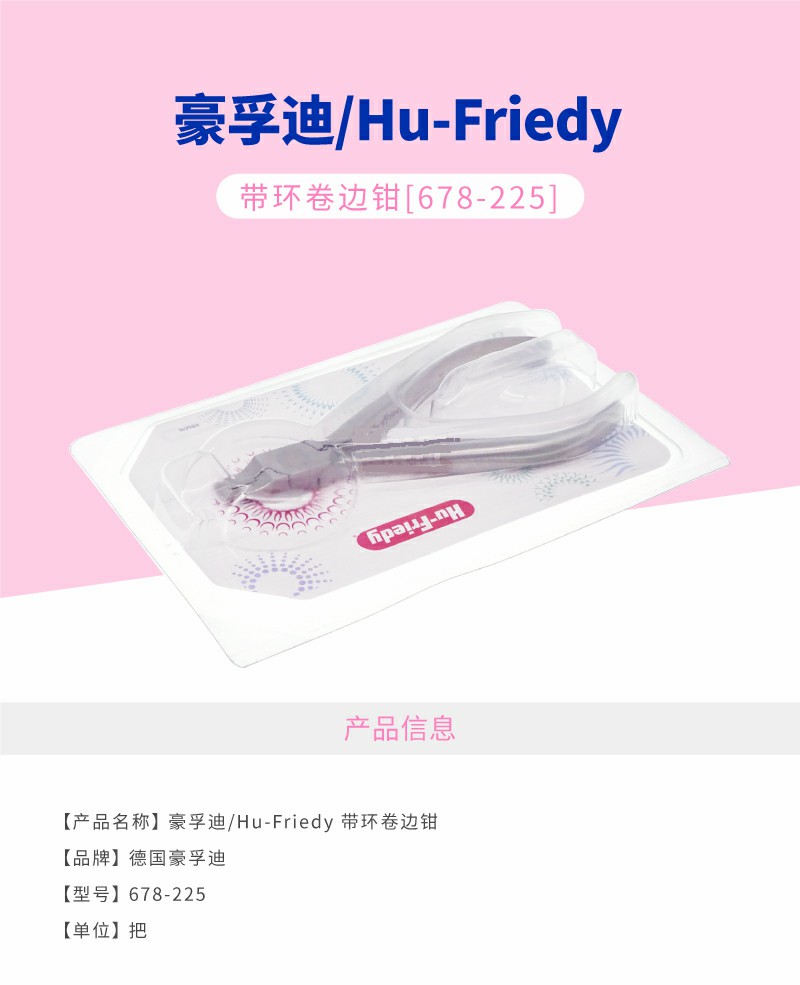 豪孚迪/Hu-Friedy
带环卷边钳[678-225]
Hu-Friedy
产品信息
【产品名称】豪孚迪/Hu-Friedy 带环卷边钳
【品牌】德国豪孚迪
【型号】678-225
【单位】把